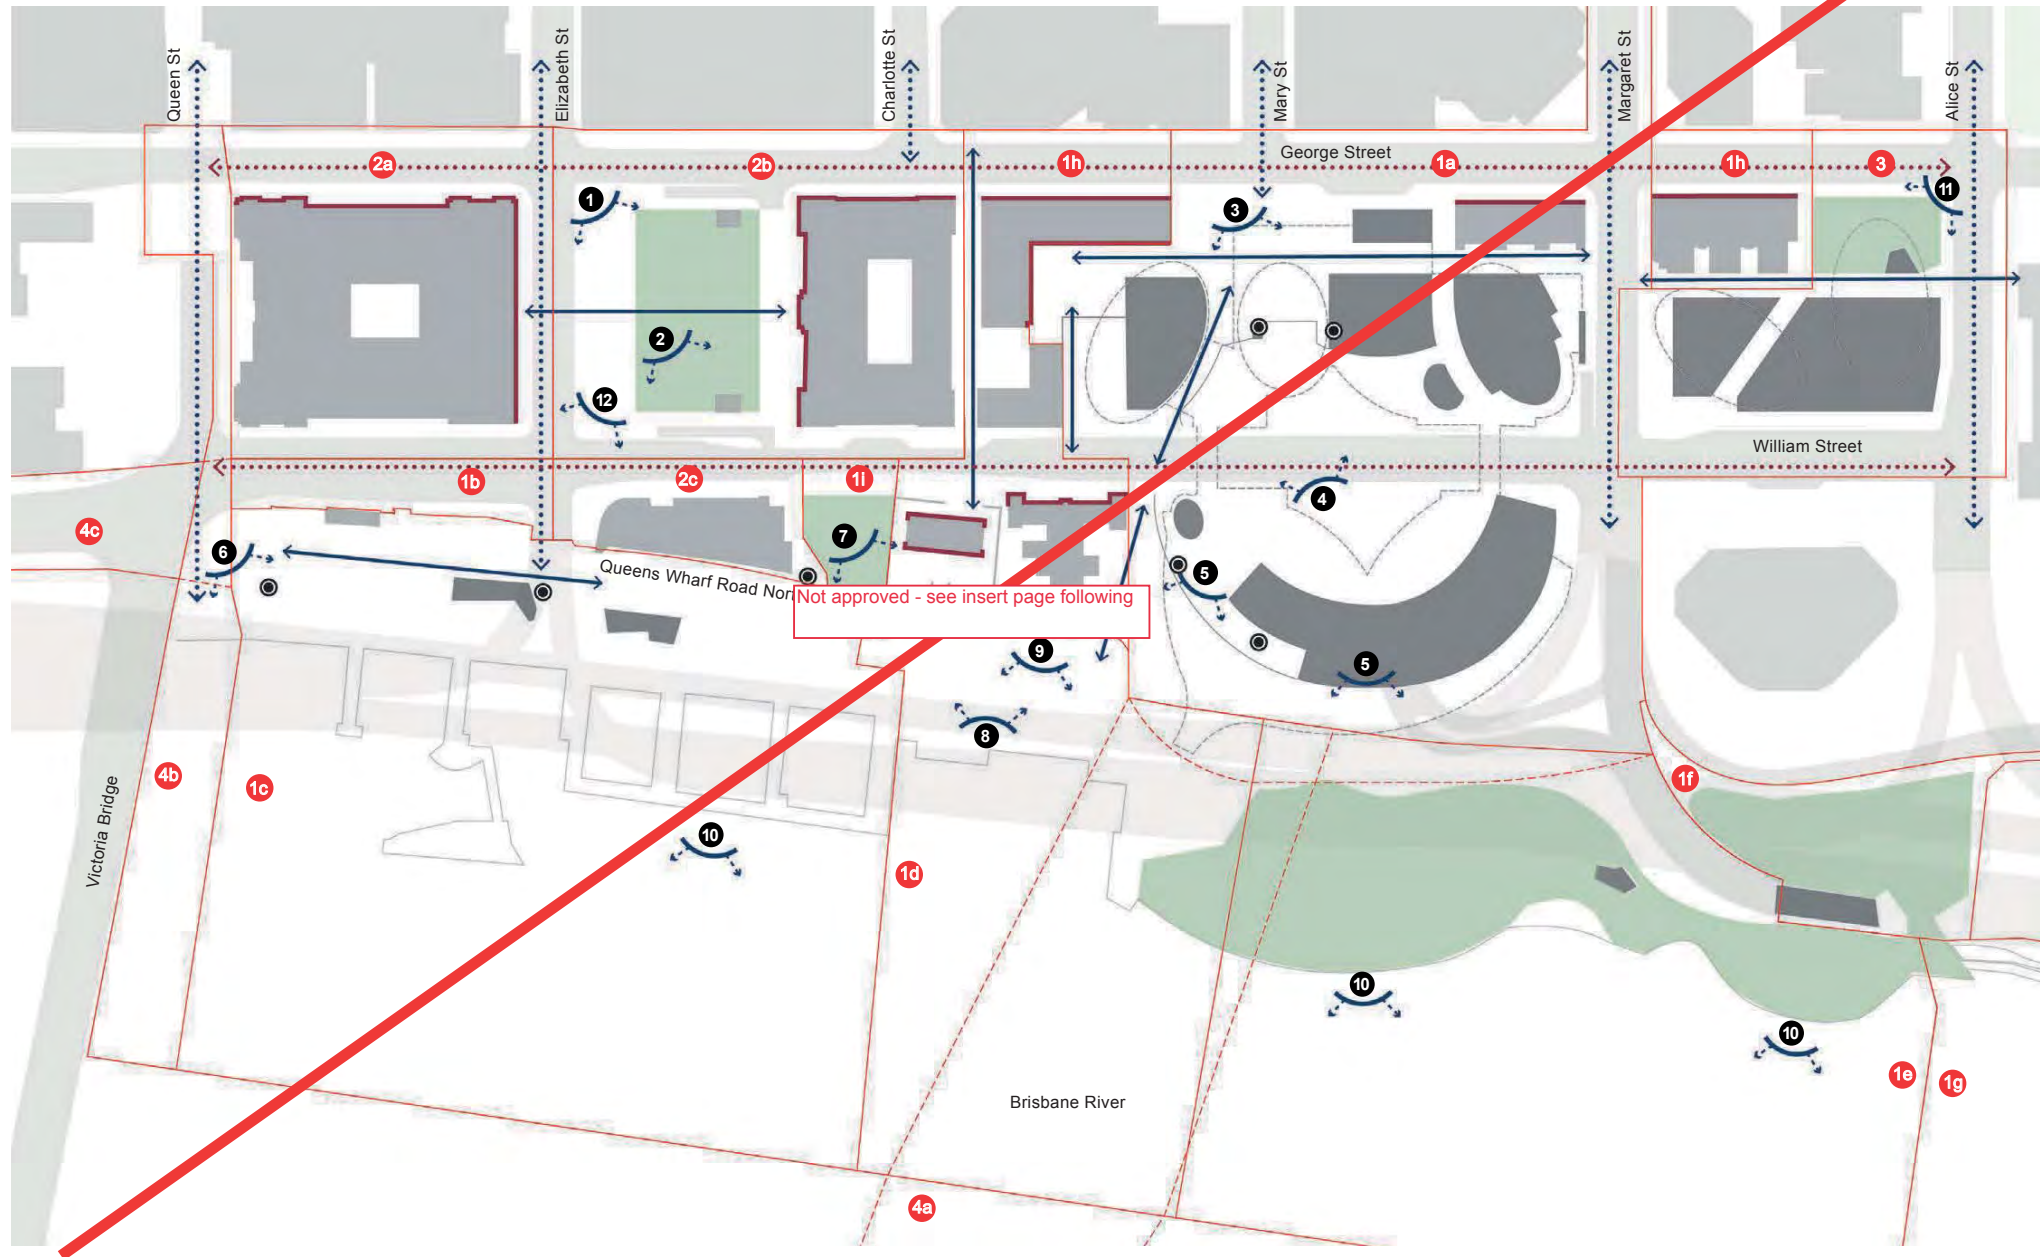 Queen St
Elizabeth St
Charlotte St
Mary St
Margaret St
Alice St
George Street
2a
2b
1h
1a
1h
3
1
2
3
11
12
William Street
1b
2c
1i
4
4c
6
7
5
Queens Wharf Road Nor
Not approved - see insert page following
9
5
8
4b
1c
1f
Victoria Bridge
10
1d
10
10
1e
1g
Brisbane River
4a